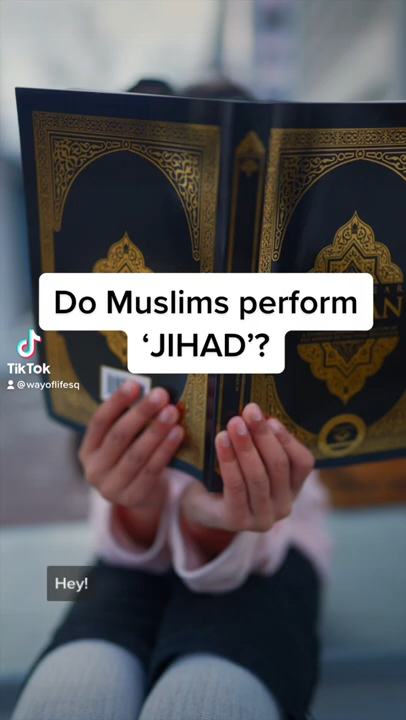 Do Muslims perform
‘JIHAD’?
TikTok
@wayoflifesq
Hey!